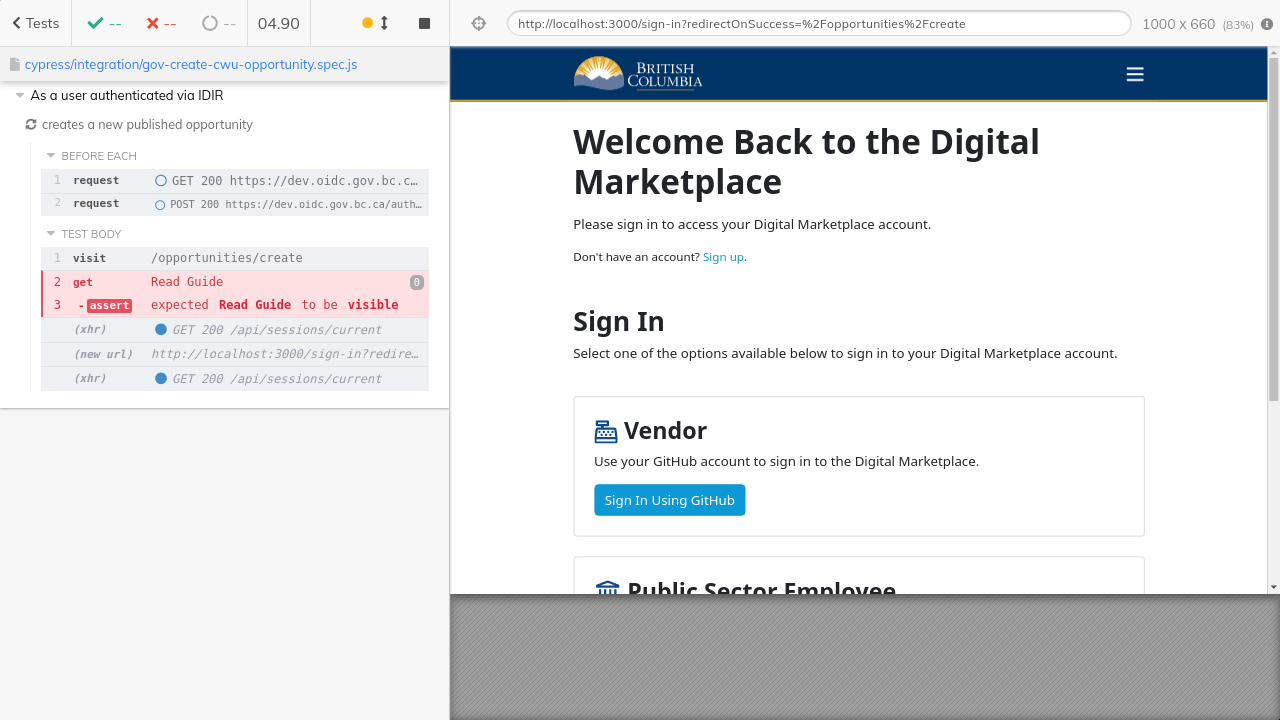 Tests
--
--
--
04.90
http://localhost:3000/sign-in?redirectOnSuccess=%2Fopportunities%2Fcreate
1000 x 660 (83%)
cypress/integration/gov-create-cwu-opportunity.spec.js
As a user authenticated via IDIR
creates a new published opportunity
BEFORE EACH
1 request GET 200 https://dev.oidc.gov.bc.c…
2 request POST 200 https://dev.oidc.gov.bc.ca/auth…
TEST BODY
1 visit /opportunities/create
2 get Read Guide 0
3 -assert expected Read Guide to be visible
(xhr) GET 200 /api/sessions/current
(new url) http://localhost:3000/sign-in?redire…
(xhr) GET 200 /api/sessions/current
BRITISH
COLUMBIA
Welcome Back to the Digital
Marketplace
Please sign in to access your Digital Marketplace account.
Don't have an account? Sign up.
Sign In
Select one of the options available below to sign in to your Digital Marketplace account.
Vendor
Use your GitHub account to sign in to the Digital Marketplace.
Sign In Using GitHub
Public Sector Employee